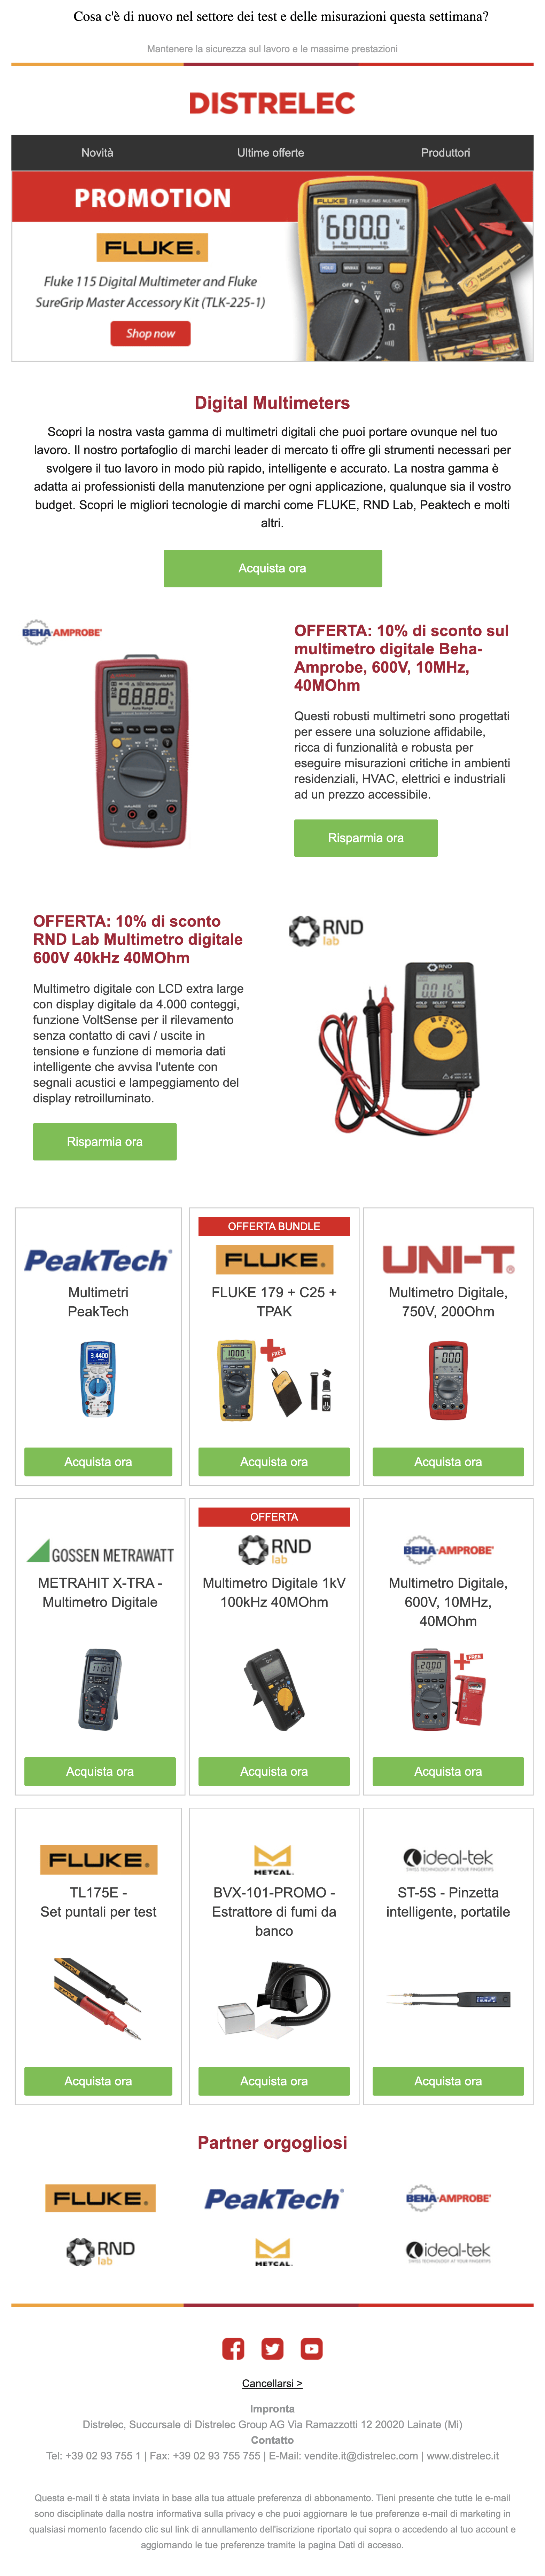 Cosa c'è di nuovo nel settore dei test e delle misurazioni questa settimana?
Mantenere la sicurezza sul lavoro e le massime prestazioni
DISTRELEC
Novità
Ultime offerte
Produttori
PROMOTION
FLUKE®
Fluke 115 Digital Multimeter and Fluke
SureGrip Master Accessory Kit (TLK-225-1)
Shop now
FLUKE 115 TRUE RMS MULTIMETER
600.0
Digital Multimeters
Scopri la nostra vasta gamma di multimetri digitali che puoi portare ovunque nel tuo
lavoro. Il nostro portafoglio di marchi leader di mercato ti offre gli strumenti necessari per
svolgere il tuo lavoro in modo più rapido, intelligente e accurato. La nostra gamma è
adatta ai professionisti della manutenzione per ogni applicazione, qualunque sia il vostro
budget. Scopri le migliori tecnologie di marchi come FLUKE, RND Lab, Peaktech e molti
altri.
Acquista ora
BEHA-AMPROBE®
OFFERTA: 10% di sconto sul
multimetro digitale Beha-
Amprobe, 600V, 10MHz,
40MOhm
Questi robusti multimetri sono progettati
per essere una soluzione affidabile,
ricca di funzionalità e robusta per
eseguire misurazioni critiche in ambienti
residenziali, HVAC, elettrici e industriali
ad un prezzo accessibile.
Risparmia ora
OFFERTA: 10% di sconto
RND Lab Multimetro digitale
600V 40kHz 40MOhm
Multimetro digitale con LCD extra large
con display digitale da 4.000 conteggi,
funzione VoltSense per il rilevamento
senza contatto di cavi / uscite in
tensione e funzione di memoria dati
intelligente che avvisa l'utente con
segnali acustici e lampeggiamento del
display retroilluminato.
Risparmia ora
RND
lab
PeakTech®
Multimetri
PeakTech
Acquista ora
OFFERTA BUNDLE
FLUKE®
FLUKE 179 + C25 +
TPAK
FREE
Acquista ora
UNI-T®
Multimetro Digitale,
750V, 200Ohm
Acquista ora
GOSSEN METRAWATT
METRAHIT X-TRA -
Multimetro Digitale
Acquista ora
OFFERTA
RND
lab
Multimetro Digitale 1kV
100kHz 40MOhm
Acquista ora
BEHA-AMPROBE®
Multimetro Digitale,
600V, 10MHz,
40MOhm
FREE
Acquista ora
FLUKE®
TL175E -
Set puntali per test
Acquista ora
METCAL
BVX-101-PROMO -
Estrattore di fumi da
banco
Acquista ora
ideal-tek
SWISS TECHNOLOGY AT YOUR FINGERTIPS
ST-5S - Pinzetta
intelligente, portatile
Acquista ora
Partner orgogliosi
FLUKE®
PeakTech®
BEHA-AMPROBE®
RND
lab
METCAL
ideal-tek
SWISS TECHNOLOGY AT YOUR FINGERTIPS
Cancellarsi >
Impronta
Distrelec, Succursale di Distrelec Group AG Via Ramazzotti 12 20020 Lainate (Mi)
Contatto
Tel: +39 02 93 755 1 | Fax: +39 02 93 755 755 | E-Mail: vendite.it@distrelec.com | www.distrelec.it
Questa e-mail ti è stata inviata in base alla tua attuale preferenza di abbonamento. Tieni presente che tutte le e-mail
sono disciplinate dalla nostra informativa sulla privacy e che puoi aggiornare le tue preferenze e-mail di marketing in
qualsiasi momento facendo clic sul link di annullamento dell'iscrizione riportato qui sopra o accedendo al tuo account e
aggiornando le tue preferenze tramite la pagina Dati di accesso.